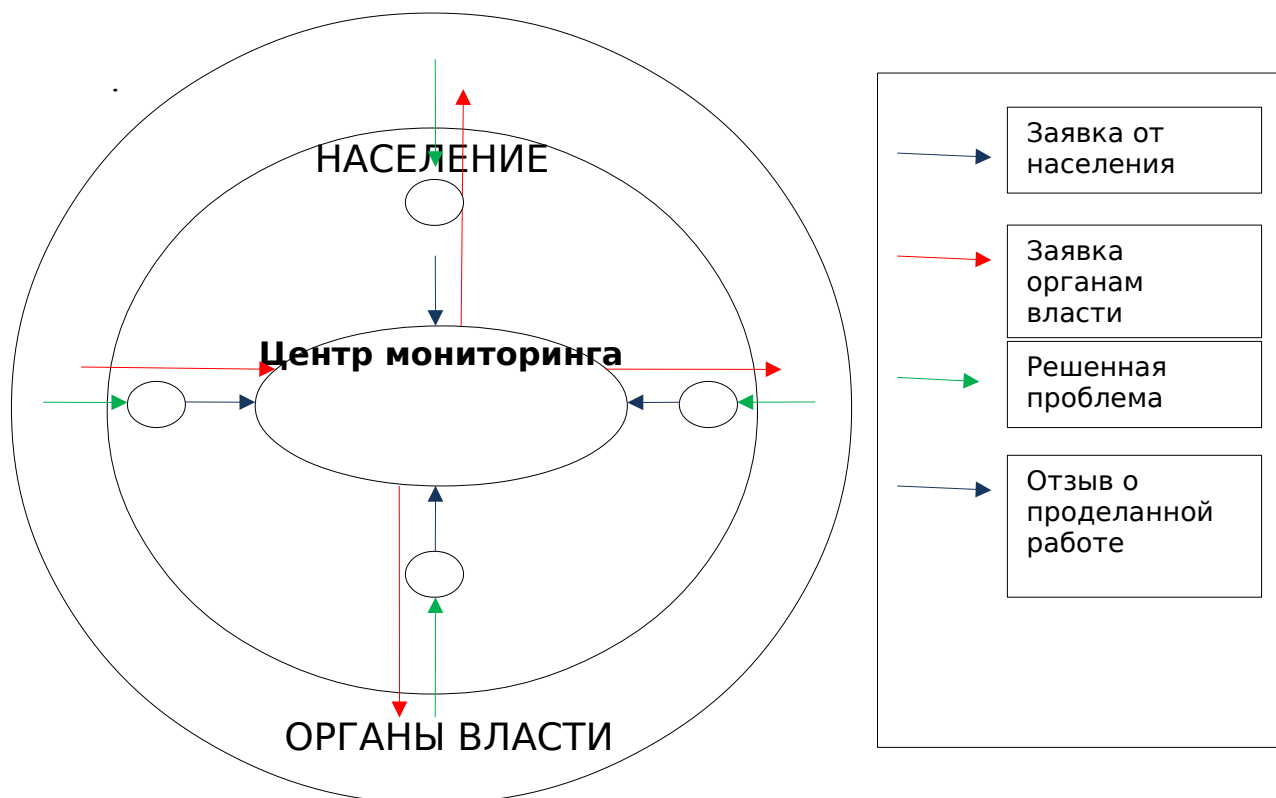 НАСЕЛЕНИЕ
Центр мониторинга
ОРГАНЫ ВЛАСТИ
Заявка от
населения
Заявка
органам
власти
Решенная
проблема
Отзыв о
проделанной
работе